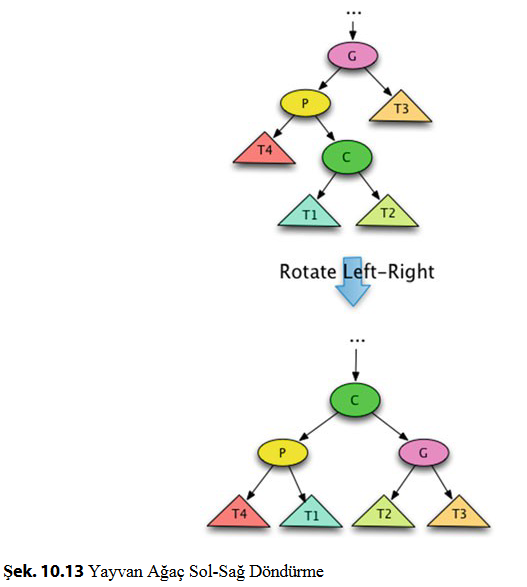 ...
G
P
T3
T4
C
T1
T2
Rotate Left-Right
...
C
P
G
T4
T1
T2
T3
Şek. 10.13 Yayvan Ağaç Sol-Sağ Döndürme